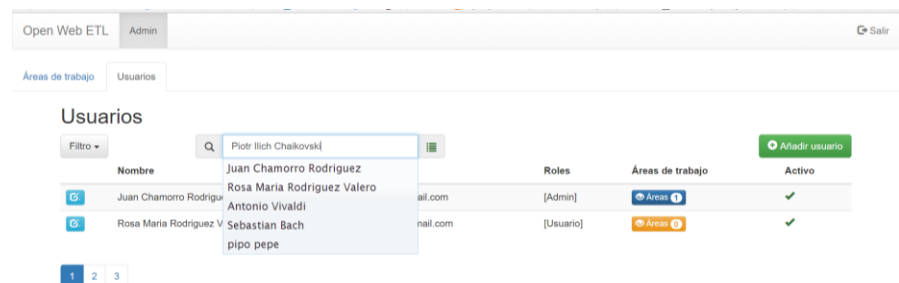 Open Web ETL Admin Salir
Áreas de trabajo Usuarios
Usuarios
Filtro Piotr Ilich Chaikovski Añadir usuario
Nombre Roles Áreas de trabajo Activo
Juan Chamorro Rodriguez
Rosa Maria Rodriguez Valero
Antonio Vivaldi
Sebastian Bach
pipo pepe
Juan Chamorro Rodrigu ail.com [Admin] Áreas 1
Rosa Maria Rodriguez V nail.com [Usuario] Áreas 0
1 2 3